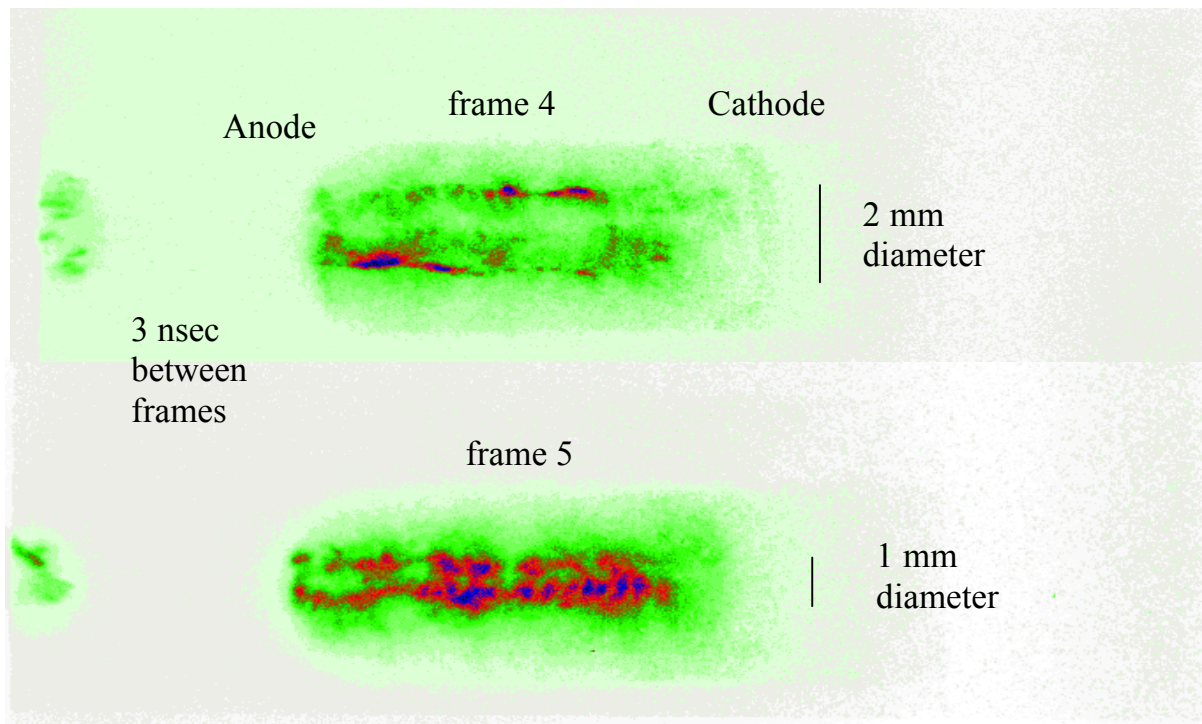 frame 4
Cathode
Anode
2 mm
diameter
3 nsec
between
frames
frame 5
1 mm
diameter